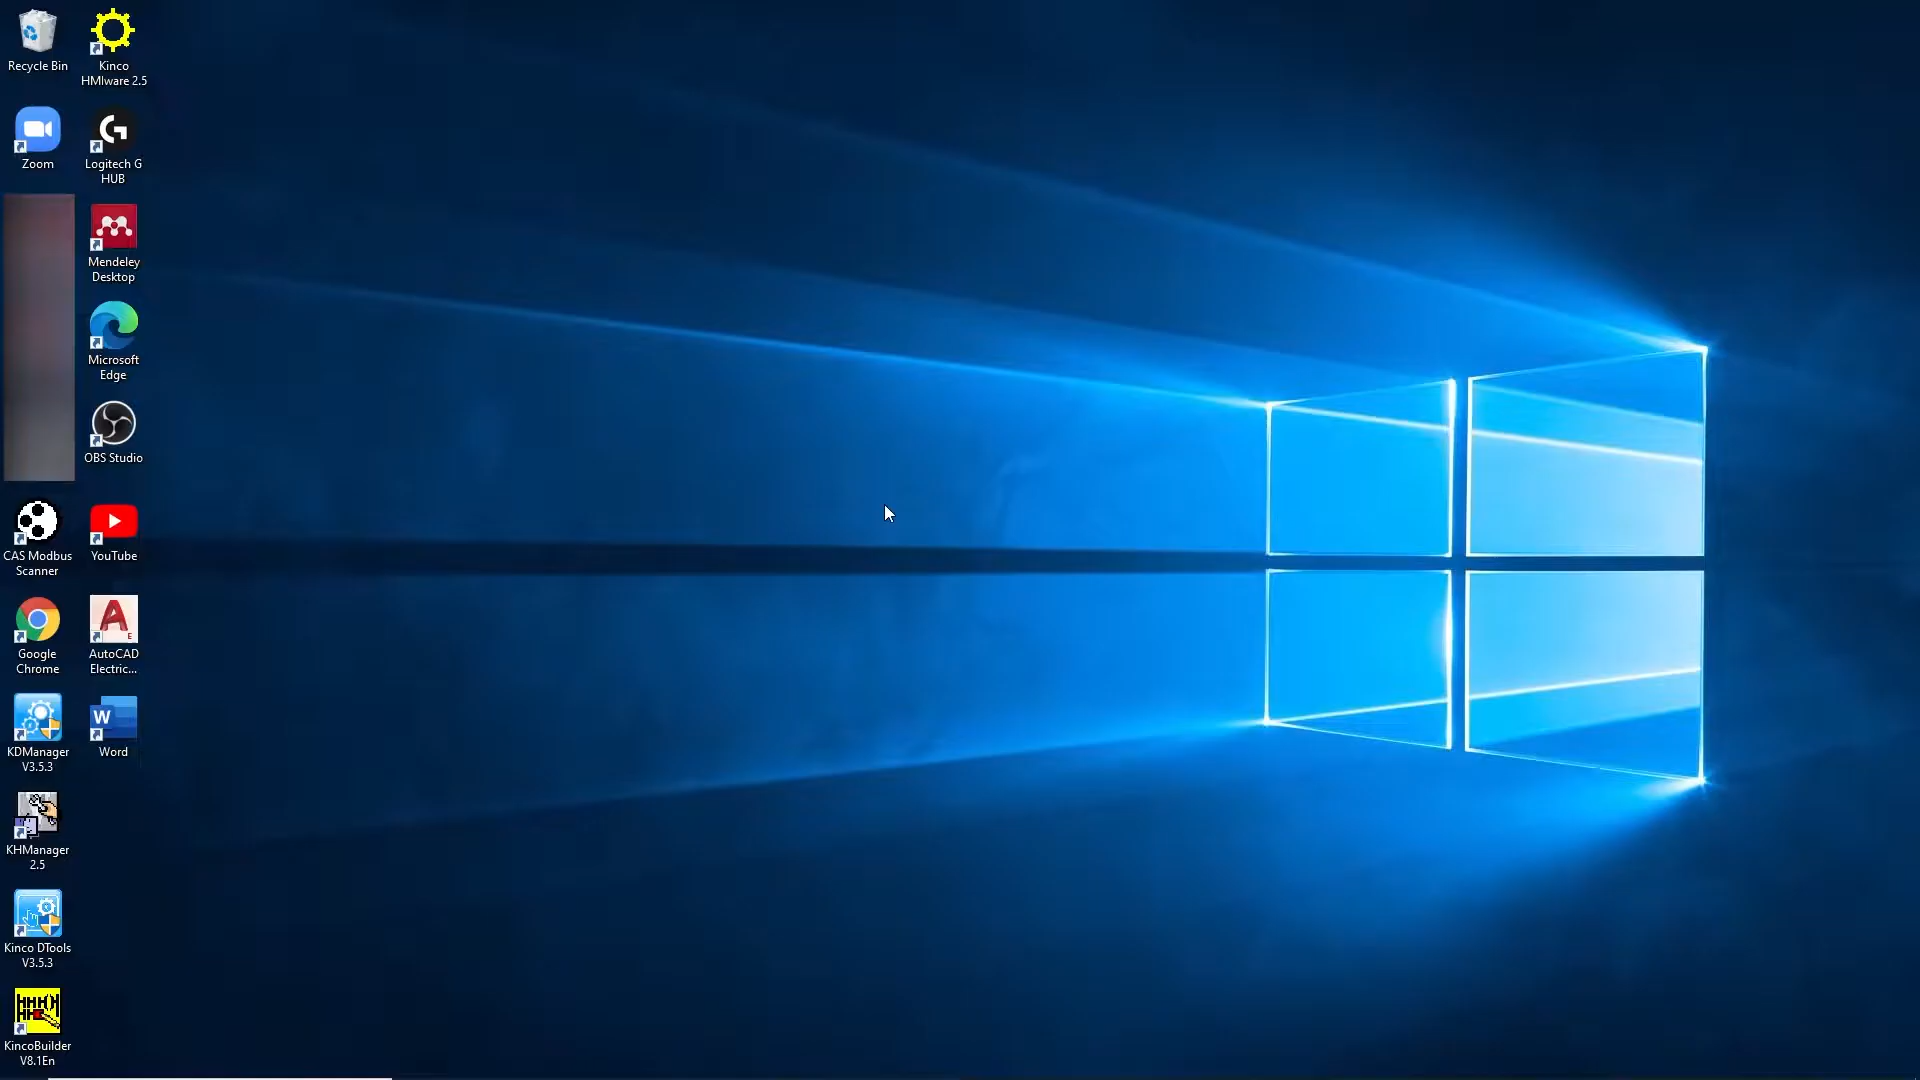 Recycle Bin
Kinco
HMIware 2.5
Zoom
Logitech G
HUB
Mendeley
Desktop
Microsoft
Edge
OBS Studio
CAS Modbus
Scanner
YouTube
Google
Chrome
AutoCAD
Electric...
KDManager
V3.5.3
Word
KHManager
2.5
Kinco DTools
V3.5.3
KincoBuilder
V8.1En